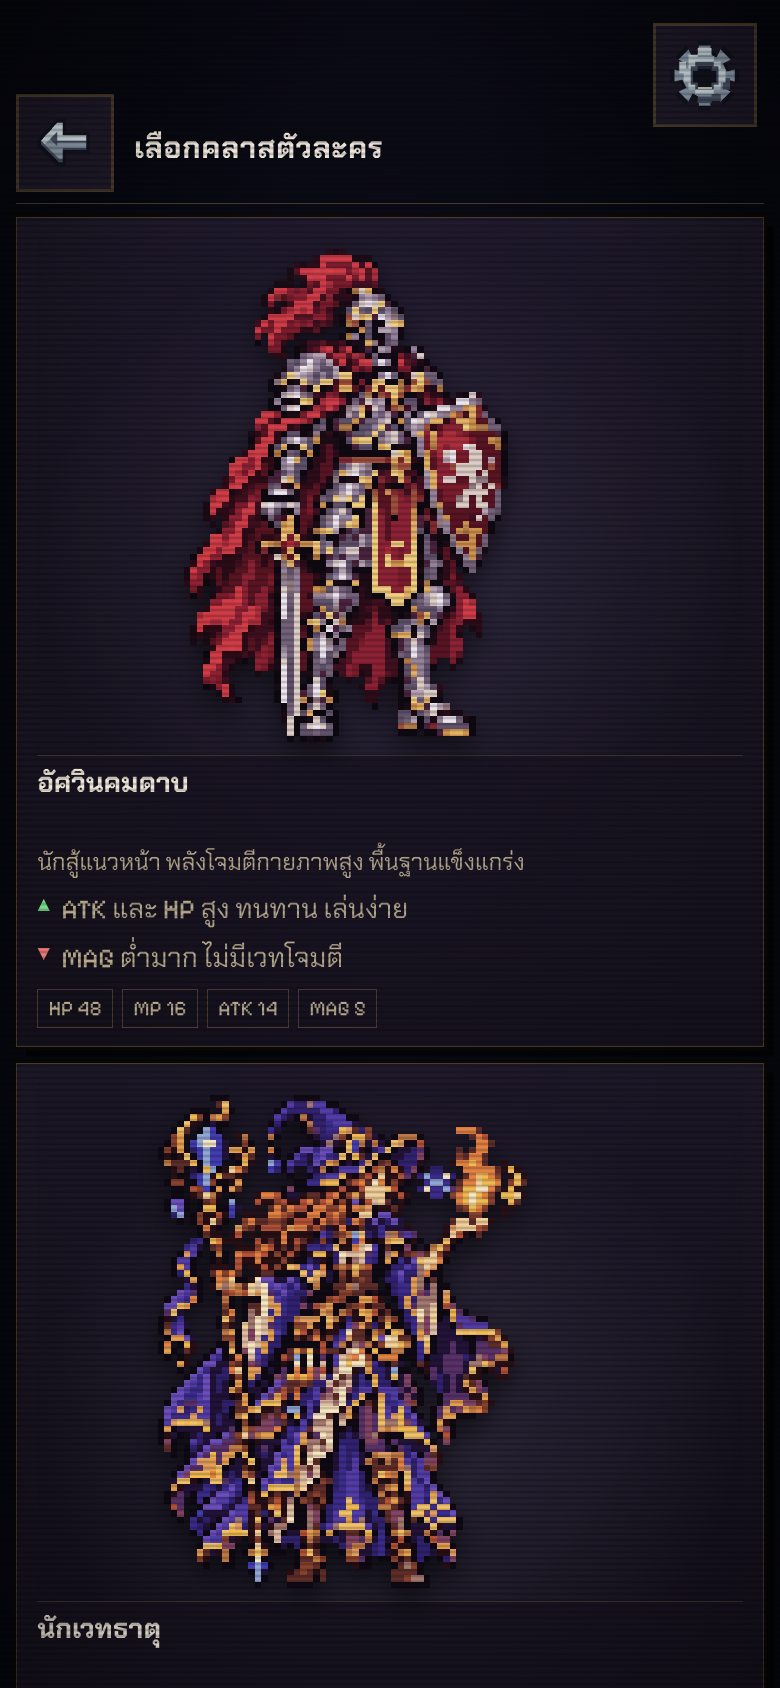 เลือกคลาสตัวละคร
อัศวินคมดาบ
นักสู้แนวหน้า พลังโจมตีกายภาพสูง พื้นฐานแข็งแกร่ง
▲ ATK และ HP สูง ทนทาน เล่นง่าย
▼ MAG ต่ำมาก ไม่มีเวทโจมตี
HP 48 MP 16 ATK 14 MAG 8
นักเวทธาตุ